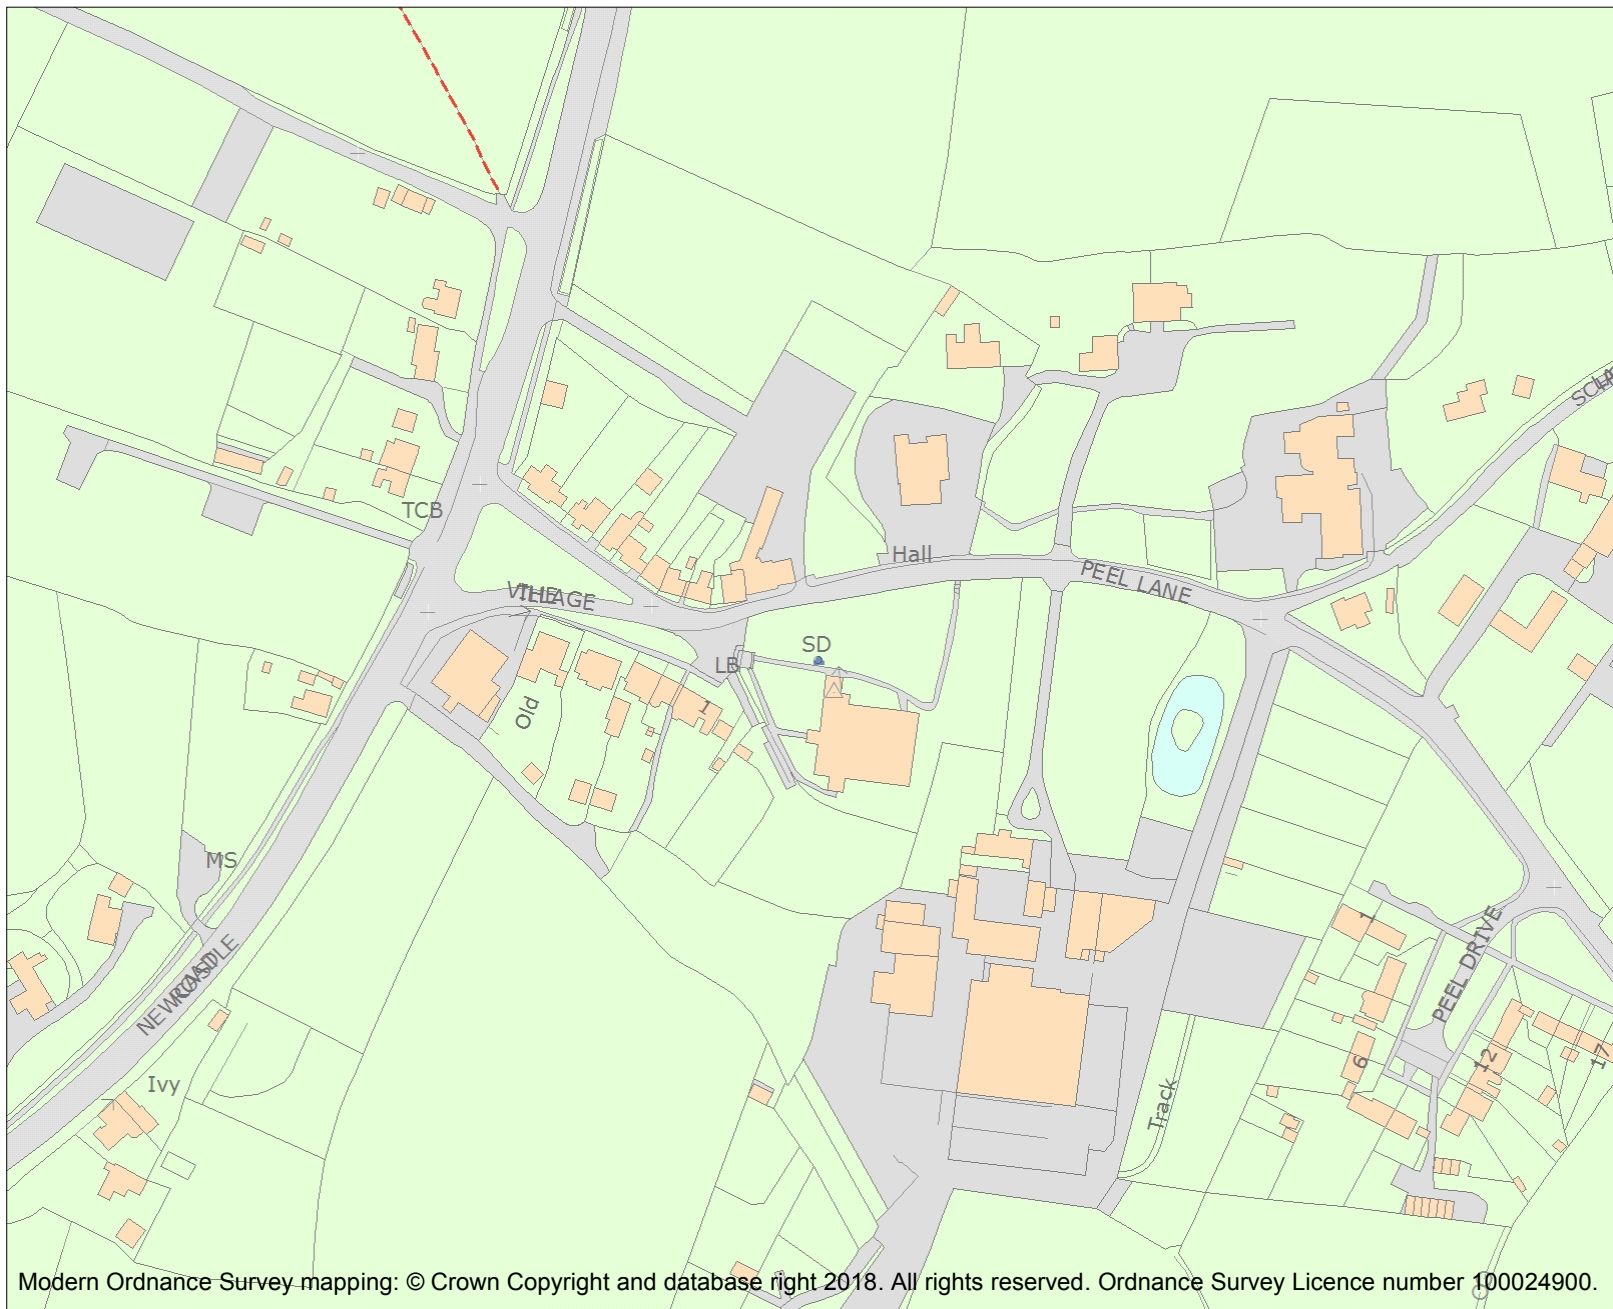 SCH
TCB
Hall
PEEL LANE
THE
VILLAGE
SD
LB
1
Old
MS
1
PEEL DRIVE
NEWCASTLE
ROAD
6
12
17
Ivy
Track
Modern Ordnance Survey mapping: © Crown Copyright and database right 2018. All rights reserved. Ordnance Survey Licence number 100024900.